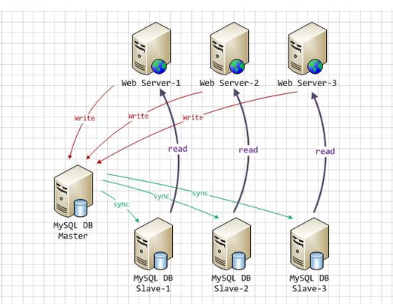 Web Server-1
Web Server-2
Web Server-3
Write
Write
Write
read
read
read
sync
sync
sync
MySQL DB
Master
MySQL DB
Slave-1
MySQL DB
Slave-2
MySQL DB
Slave-3